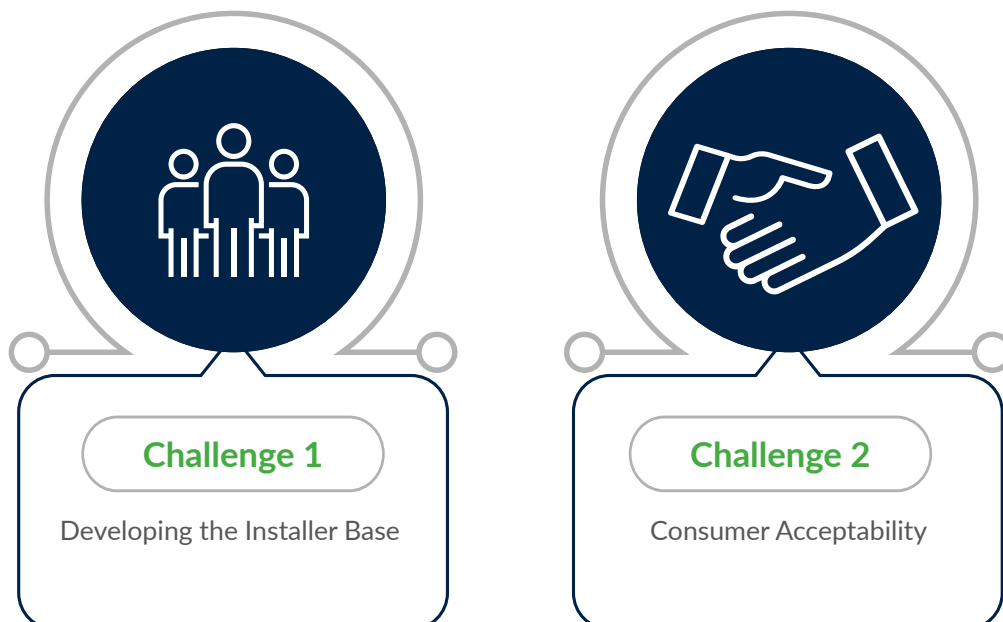 Challenge 1
Developing the Installer Base
Challenge 2
Consumer Acceptability